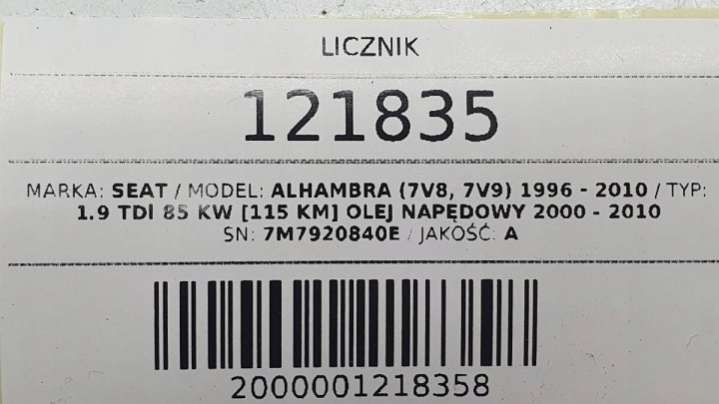 LICZNIK
121835
MARKA: SEAT / MODEL: ALHAMBRA (7V8, 7V9) 1996 - 2010 / TYP:
1.9 TDI 85 KW [115 KM] OLEJ NAPĘDOWY 2000 - 2010
SN: 7M7920840E / JAKOŚĆ: A
2000001218358